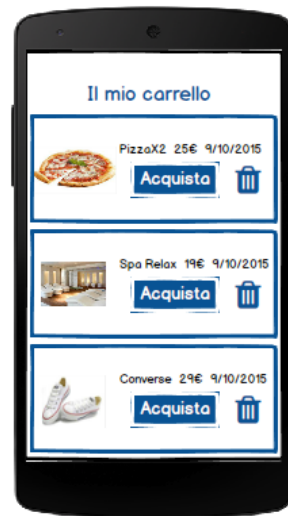 Il mio carrello
PizzaX2 25€ 9/10/2015
Acquista
Spa Relax 19€ 9/10/2015
Acquista
Converse 29€ 9/10/2015
Acquista